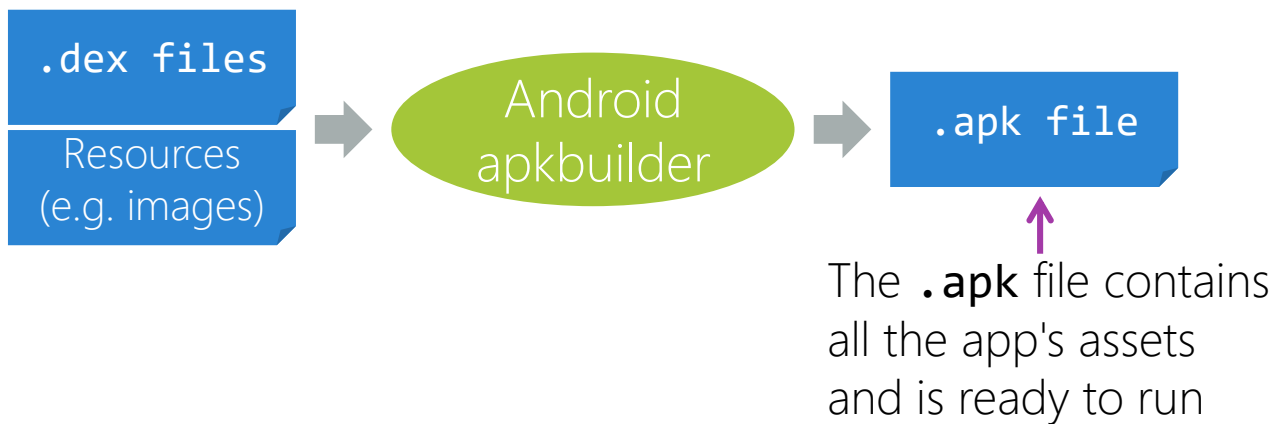 .dex files
Resources
(e.g. images)
Android
apkbuilder
.apk file
The .apk file contains
all the app's assets
and is ready to run